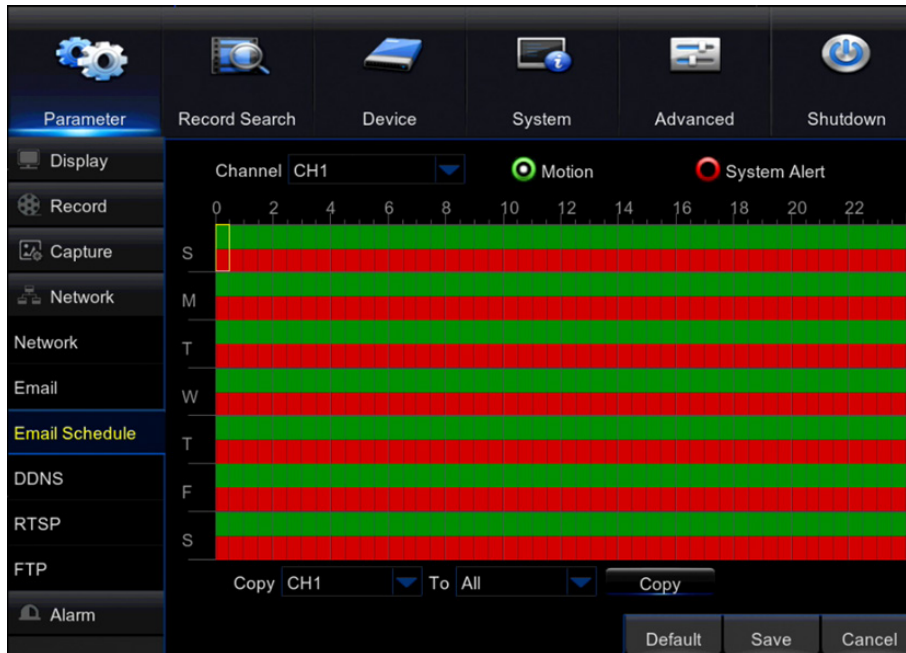 Parameter Record Search Device System Advanced Shutdown
Display
Channel CH1 Motion System Alert
Record
0 2 4 6 8 10 12 14 16 18 20 22
Capture
S
Network
M
Network
T
Email
W
Email Schedule
T
DDNS
F
RTSP
S
FTP
Copy CH1 To All Copy
Alarm
Default Save Cancel